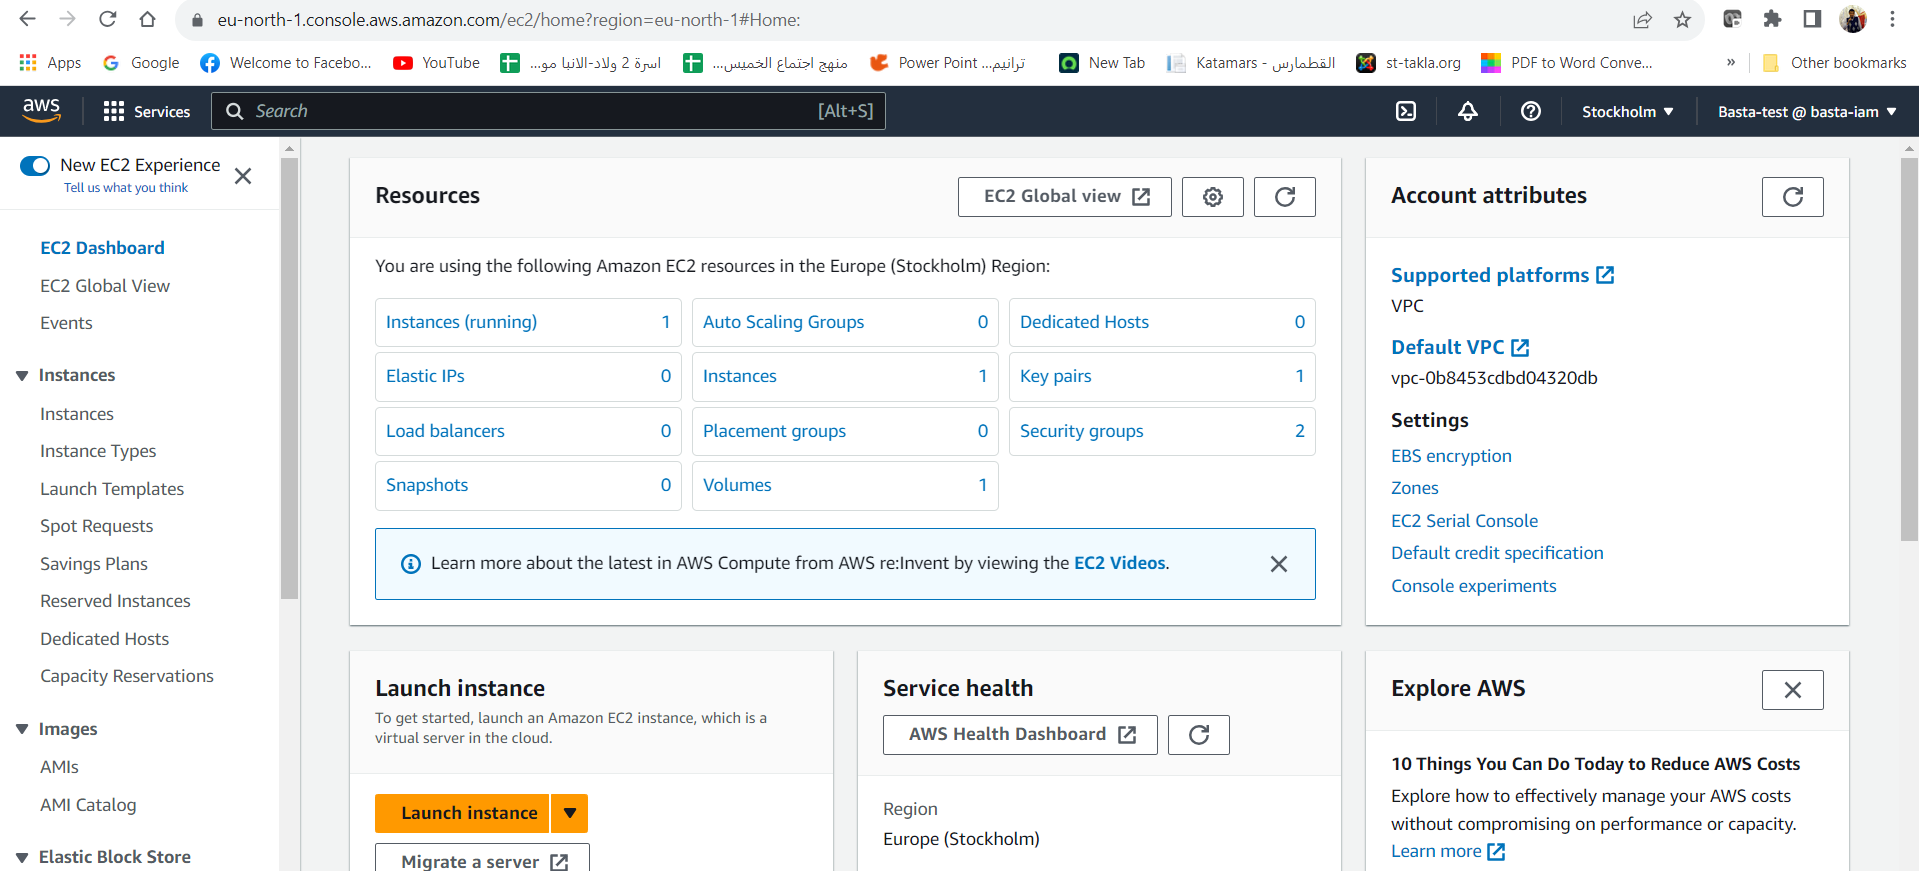 eu-north-1.console.aws.amazon.com/ec2/home?region=eu-north-1#Home:
Apps
Google
Welcome to Facebo...
YouTube
اسرة 2 ولاد-الانبا مو...
منهج اجتماع الخميس...
Power Point ...ترانيم
New Tab
Katamars - القطمارس
st-takla.org
PDF to Word Conve...
»
Other bookmarks
aws
Services
Search
[Alt+S]
Stockholm
Basta-test @ basta-iam
New EC2 Experience
Tell us what you think
EC2 Dashboard
EC2 Global View
Events
Instances
Instances
Instance Types
Launch Templates
Spot Requests
Savings Plans
Reserved Instances
Dedicated Hosts
Capacity Reservations
Images
AMIs
AMI Catalog
Elastic Block Store
Resources
EC2 Global view
You are using the following Amazon EC2 resources in the Europe (Stockholm) Region:
Instances (running) 1
Auto Scaling Groups 0
Dedicated Hosts 0
Elastic IPs 0
Instances 1
Key pairs 1
Load balancers 0
Placement groups 0
Security groups 2
Snapshots 0
Volumes 1
Learn more about the latest in AWS Compute from AWS re:Invent by viewing the EC2 Videos.
Account attributes
Supported platforms
VPC
Default VPC
vpc-0b8453cdbd04320db
Settings
EBS encryption
Zones
EC2 Serial Console
Default credit specification
Console experiments
Launch instance
To get started, launch an Amazon EC2 instance, which is a
virtual server in the cloud.
Launch instance
Migrate a server
Service health
AWS Health Dashboard
Region
Europe (Stockholm)
Explore AWS
10 Things You Can Do Today to Reduce AWS Costs
Explore how to effectively manage your AWS costs
without compromising on performance or capacity.
Learn more